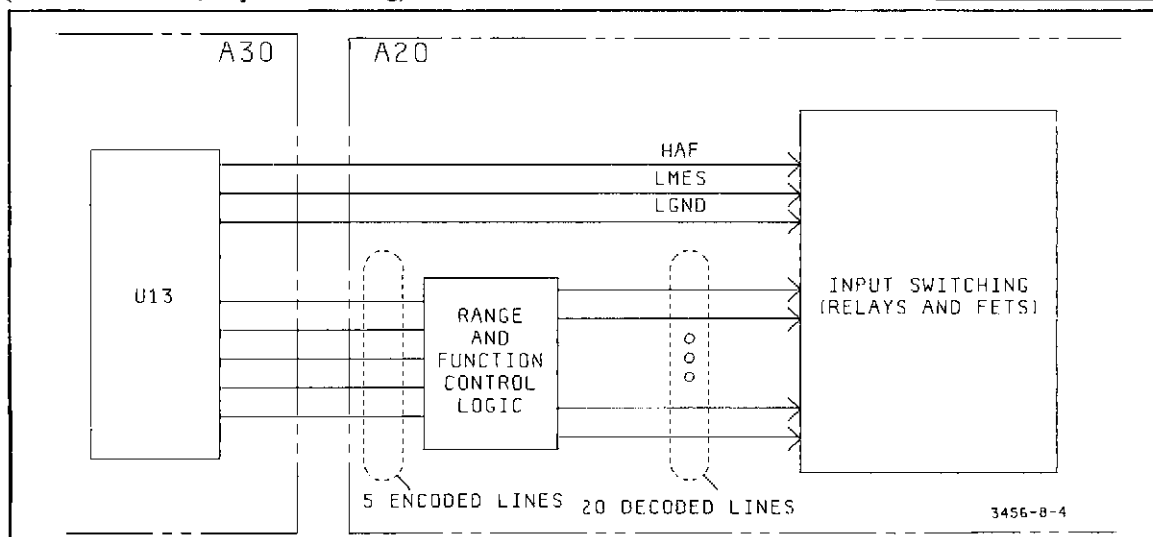 A30
A20
HAF
LMES
LGND
U13
RANGE
AND
FUNCTION
CONTROL
LOGIC
INPUT SWITCHING
(RELAYS AND FETS)
5 ENCODED LINES
20 DECODED LINES
3456-8-4